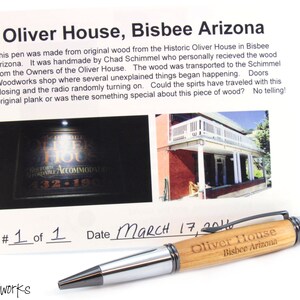 Oliver House, Bisbee Arizona
his pen was made from original wood from the Historic Oliver House in Bisbee
rizona. It was handmade by Chad Schimmel who personally recieved the wood
rom the Owners of the Oliver House. The wood was transported to the Schimmel
Woodworks shop where several unexplained things began happening. Doors
losing and the radio randomly turning on. Could the spirits have traveled with this
original plank or was there something special about this piece of wood? No telling!
# 1 of 1 Date March 17, 2016
Oliver House
Bisbee Arizona
works